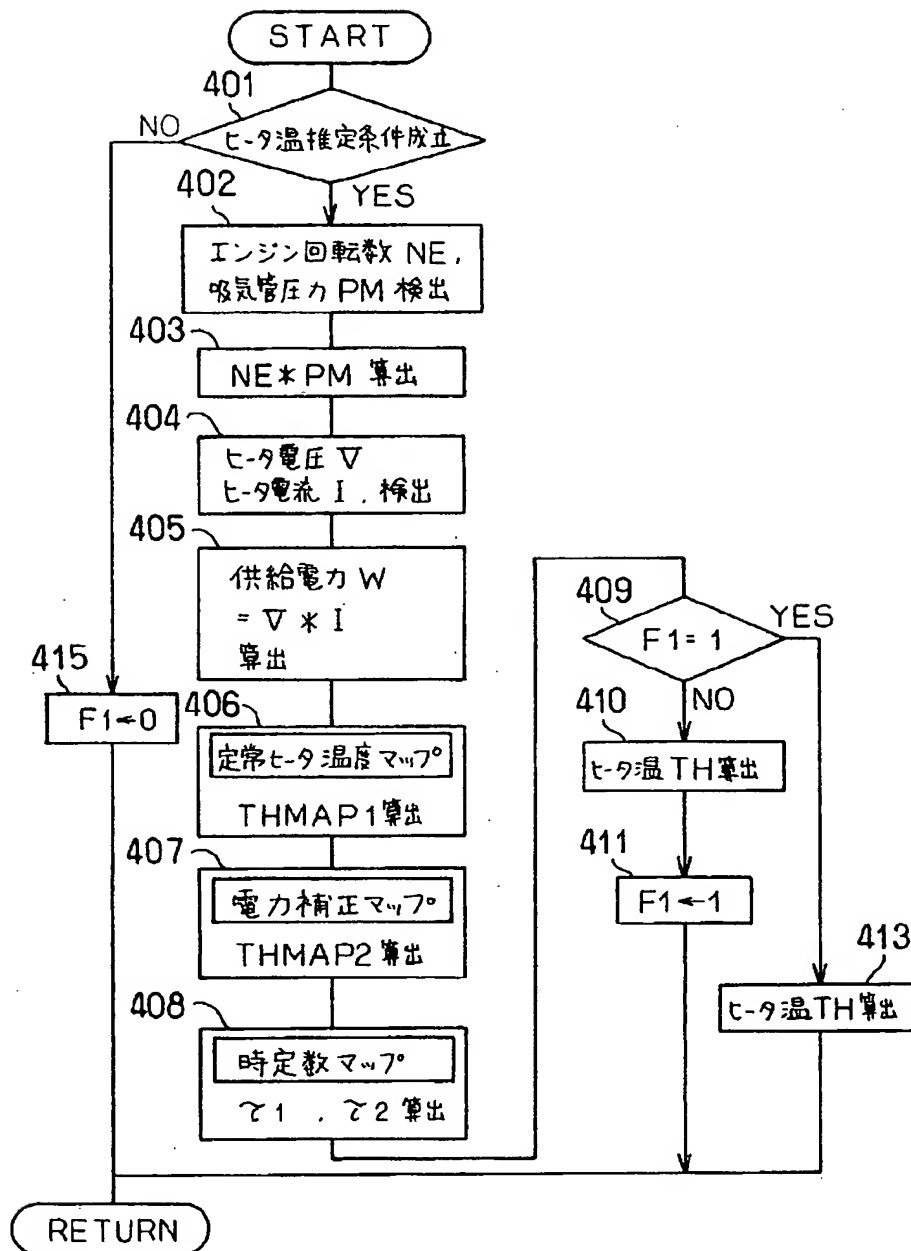 START
401
NO
ヒータ温推定条件成立
402
YES
エンジン回転数 NE,
吸気管圧力 PM 検出
403
NE*PM 算出
404
ヒータ電圧 V
ヒータ電流 I, 検出
405
供給電力 W
= V * I
算出
415
F1←0
406
定常ヒータ温度マップ
THMAP1算出
407
電力補正マップ
THMAP2 算出
408
時定数マップ
τ1, τ2 算出
409
YES
F1=1
410
NO
ヒータ温TH算出
411
F1←1
413
ヒータ温TH算出
RETURN